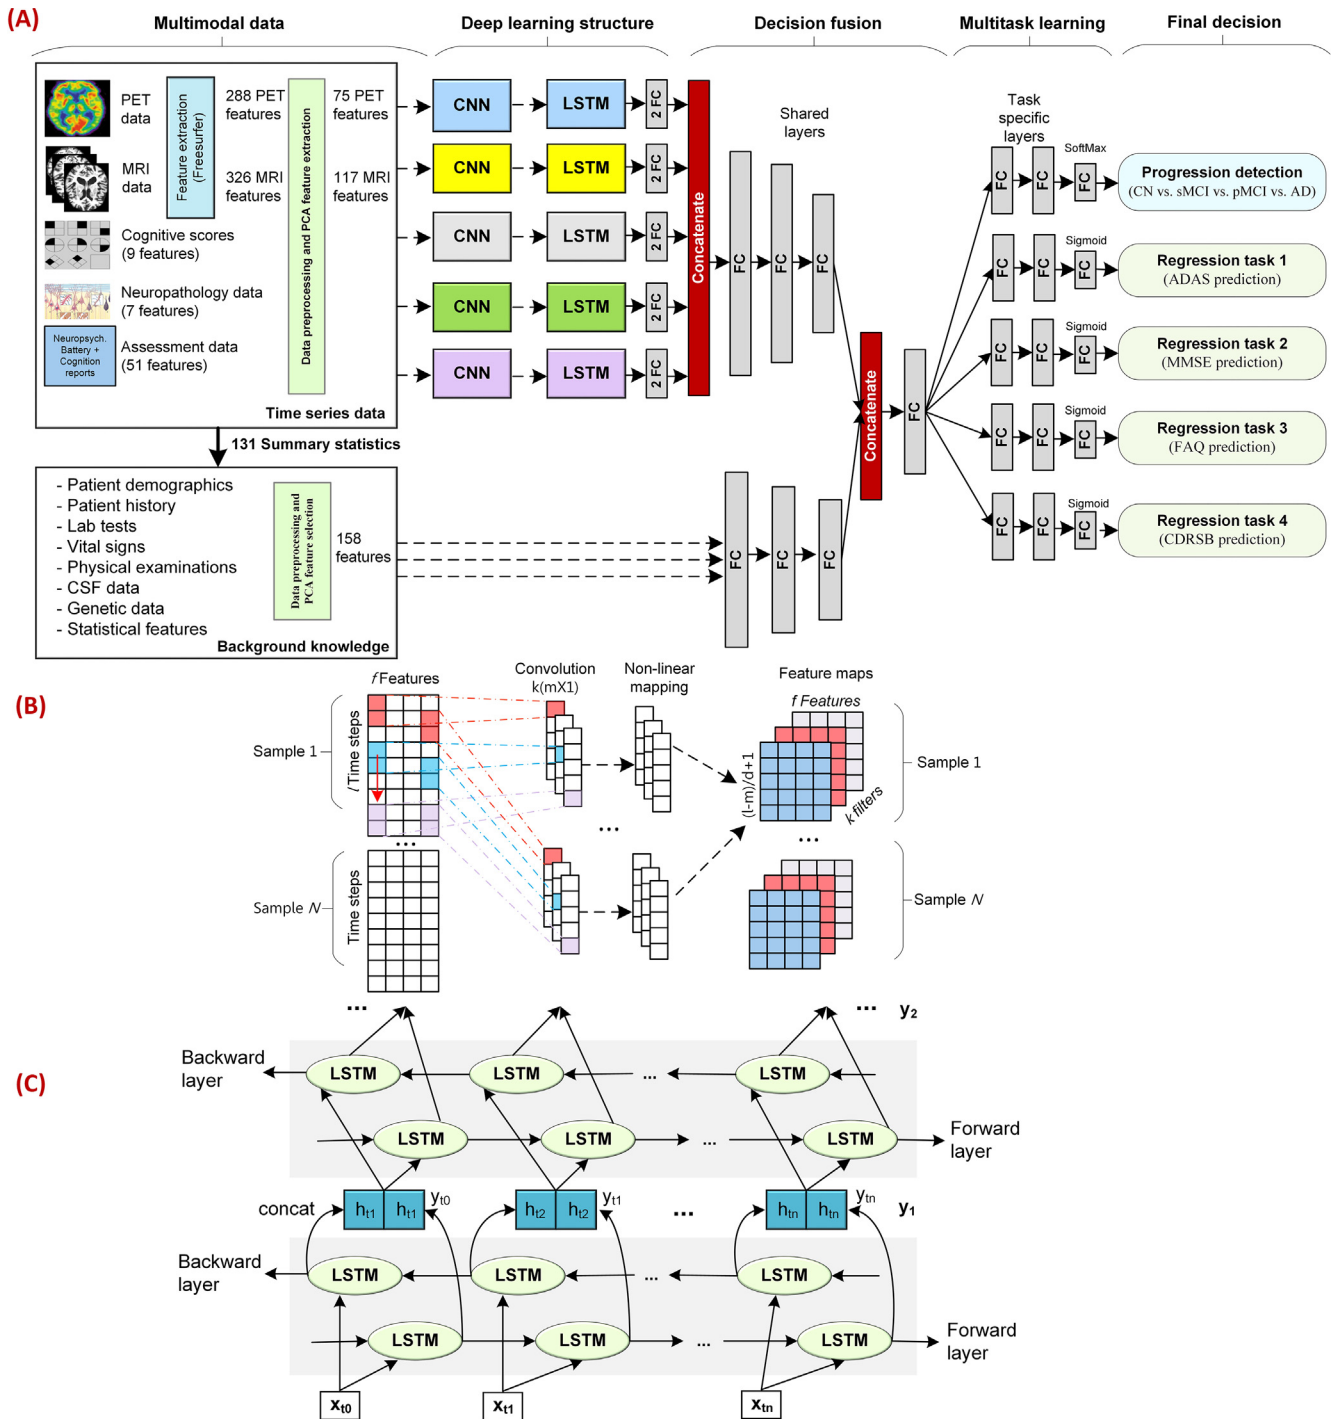 (A)
Multimodal data
Deep learning structure
Decision fusion
Multitask learning
Final decision
PET
data
Feature extraction
(Freesurfer)
288 PET
features
Data preprocessing and PCA feature extraction
75 PET
features
MRI
data
326 MRI
features
117 MRI
features
Cognitive scores
(9 features)
Neuropathology data
(7 features)
Neuropsych.
Battery +
Cognition
reports
Assessment data
(51 features)
Time series data
CNN
LSTM
2 FC
CNN
LSTM
2 FC
CNN
LSTM
2 FC
CNN
LSTM
2 FC
CNN
LSTM
2 FC
Concatenate
Shared
layers
FC
FC
FC
Concatenate
FC
Task
specific
layers
SoftMax
FC
FC
FC
Progression detection
(CN vs. sMCI vs. pMCI vs. AD)
Sigmoid
FC
FC
FC
Regression task 1
(ADAS prediction)
Sigmoid
FC
FC
FC
Regression task 2
(MMSE prediction)
Sigmoid
FC
FC
FC
Regression task 3
(FAQ prediction)
Sigmoid
FC
FC
FC
Regression task 4
(CDRSB prediction)
131 Summary statistics
- Patient demographics
- Patient history
- Lab tests
- Vital signs
- Physical examinations
- CSF data
- Genetic data
- Statistical features
Data preprocessing and
PCA feature selection
158
features
Background knowledge
FC
FC
FC
(B)
f Features
Convolution
k(mX1)
Non-linear
mapping
Feature maps
f Features
Sample 1
l Time steps
(l-m)/d+1
k filters
Sample 1
...
...
...
Sample N
Time steps
Sample N
(C)
...
... y2
Backward
layer
LSTM
LSTM
...
LSTM
LSTM
LSTM
...
LSTM
Forward
layer
concat
ht1 ht1
yt0
ht2 ht2
yt1
...
htn htn
ytn
y1
Backward
layer
LSTM
LSTM
...
LSTM
LSTM
LSTM
...
LSTM
Forward
layer
xt0
xt1
xtn